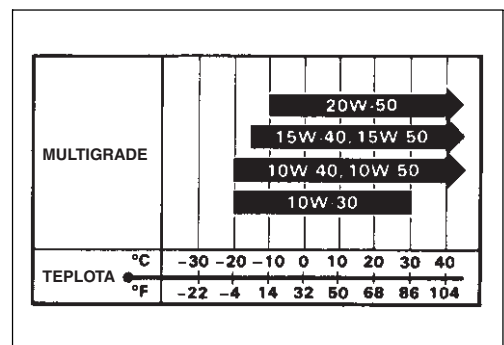 20W-50
15W-40, 15W 50
MULTIGRADE
10W 40, 10W 50
10W-30
°C -30 -20 -10 0 10 20 30 40
TEPLOTA
°F -22 -4 14 32 50 68 86 104